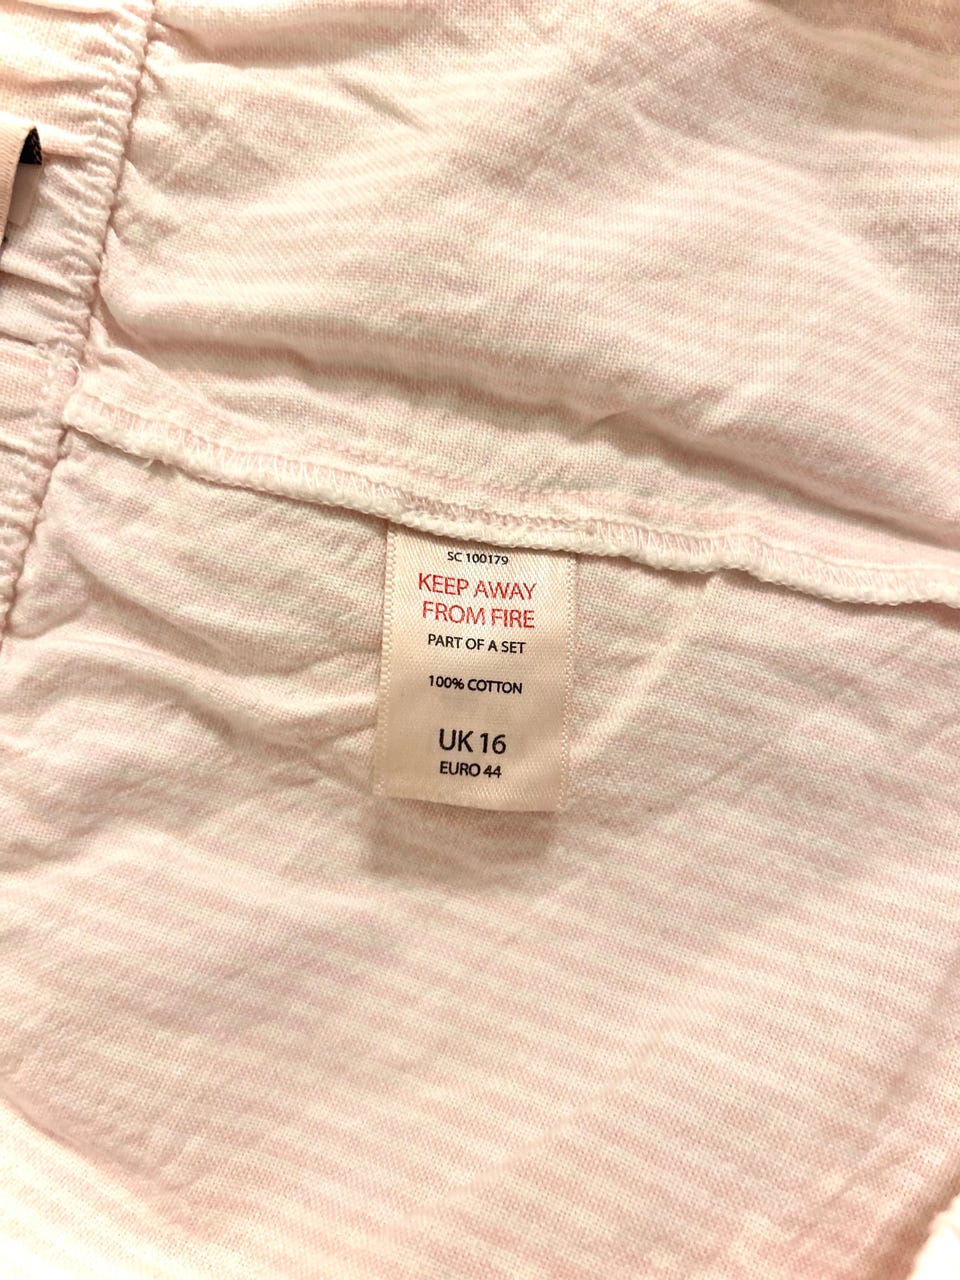 SC 100179
KEEP AWAY
FROM FIRE
PART OF A SET
100% COTTON
UK 16
EURO 44